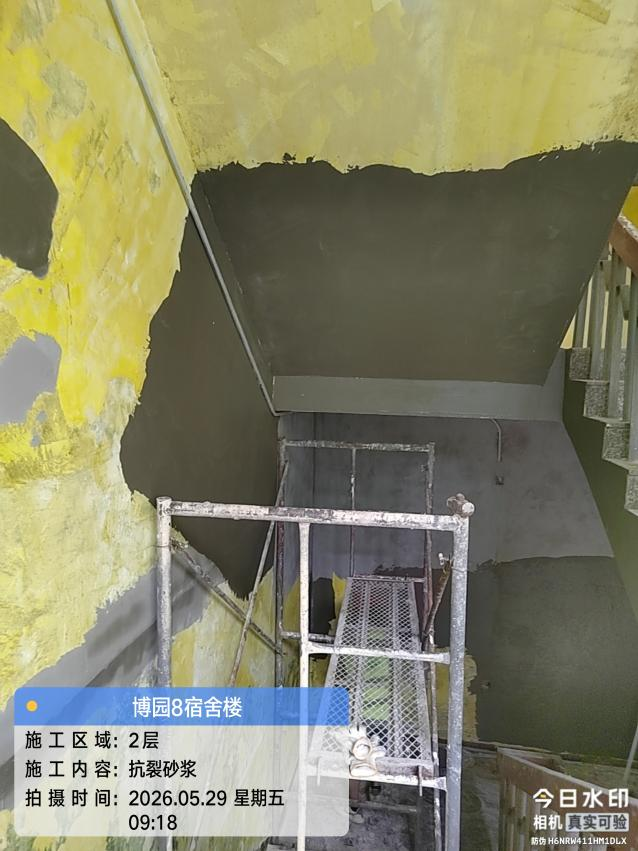 博园8宿舍楼
施工区域：2层
施工内容：抗裂砂浆
拍摄时间：2026.05.29 星期五
09:18
今日水印
相机 真实可验
防伪 H6NRW411HM1DLX